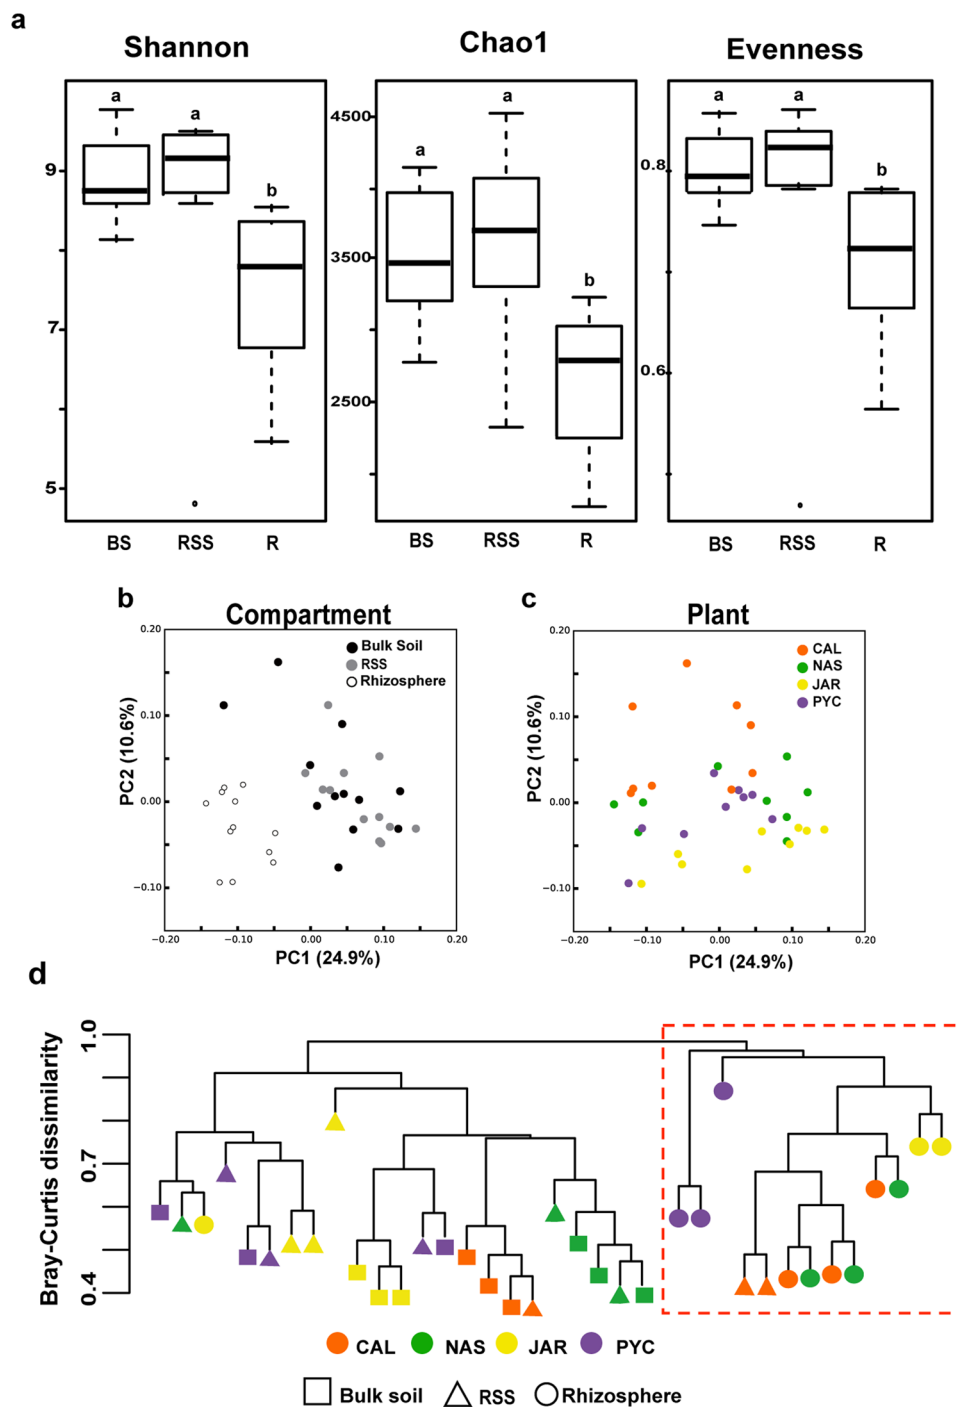 a
Shannon
Chao1
Evenness
a
a
b
9
7
5
BS
RSS
R
a
a
b
4500
3500
2500
BS
RSS
R
a
a
b
0.8
0.6
BS
RSS
R
b
Compartment
Bulk Soil
RSS
Rhizosphere
PC2 (10.6%)
0.20
0.10
0.00
−0.10
−0.20
−0.10
0.00
0.10
0.20
PC1 (24.9%)
c
Plant
CAL
NAS
JAR
PYC
PC2 (10.6%)
0.20
0.10
0.00
−0.10
−0.20
−0.10
0.00
0.10
0.20
PC1 (24.9%)
d
Bray-Curtis dissimilarity
1.0
0.7
0.4
CAL NAS JAR PYC
Bulk soil RSS Rhizosphere